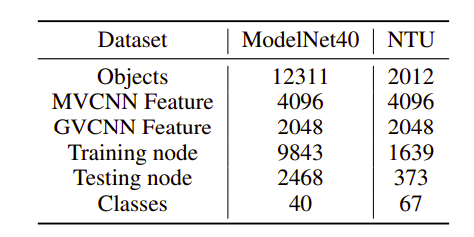 Dataset ModelNet40 NTU
Objects 12311 2012
MVCNN Feature 4096 4096
GVCNN Feature 2048 2048
Training node 9843 1639
Testing node 2468 373
Classes 40 67